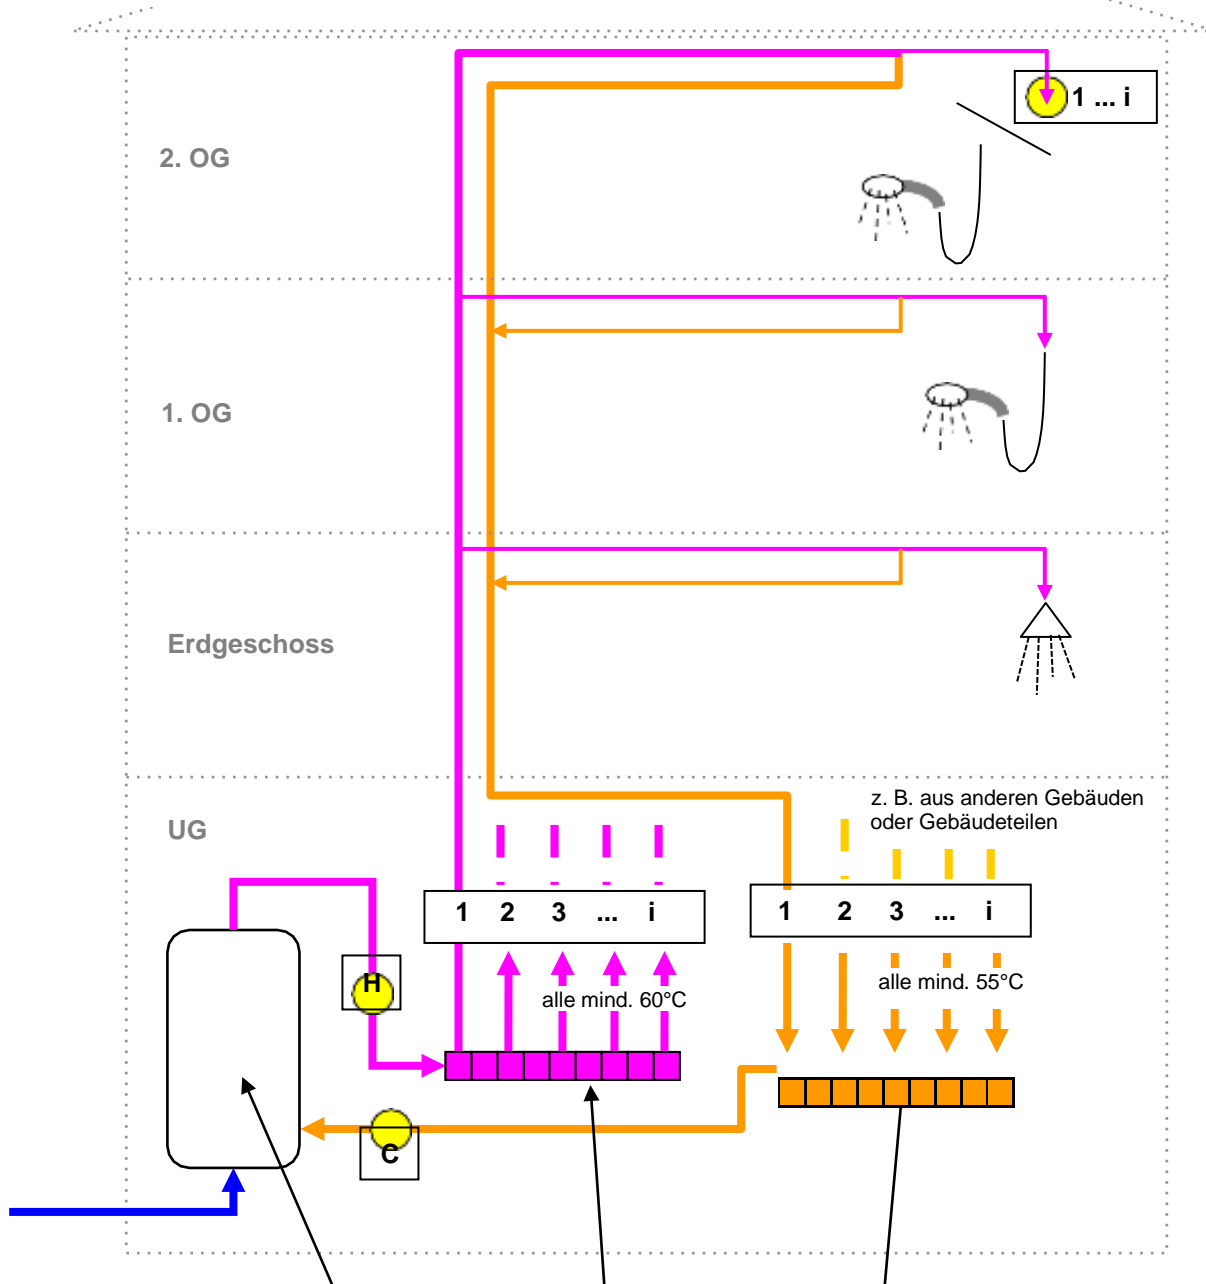 1 ... i
2. OG
1. OG
Erdgeschoss
z. B. aus anderen Gebäuden
oder Gebäudeteilen
UG
1 2 3 ... i
1 2 3 ... i
H
alle mind. 60°C
alle mind. 55°C
C